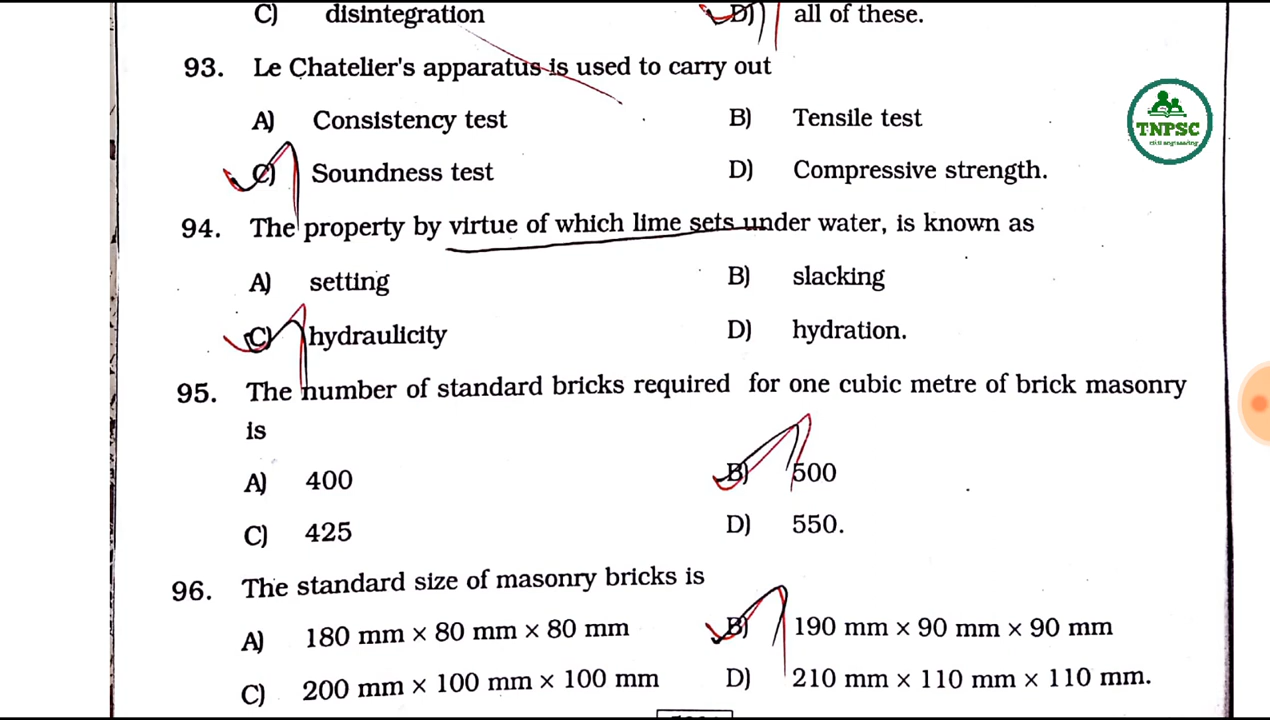 C) disintegration D) all of these.
93. Le Chatelier's apparatus is used to carry out
TNPSC
civil engineering
A) Consistency test B) Tensile test
C) Soundness test D) Compressive strength.
94. The property by virtue of which lime sets under water, is known as
A) setting B) slacking
C) hydraulicity D) hydration.
95. The number of standard bricks required for one cubic metre of brick masonry
is
A) 400 B) 500
C) 425 D) 550.
96. The standard size of masonry bricks is
A) 180 mm × 80 mm × 80 mm B) 190 mm × 90 mm × 90 mm
C) 200 mm × 100 mm × 100 mm D) 210 mm × 110 mm × 110 mm.